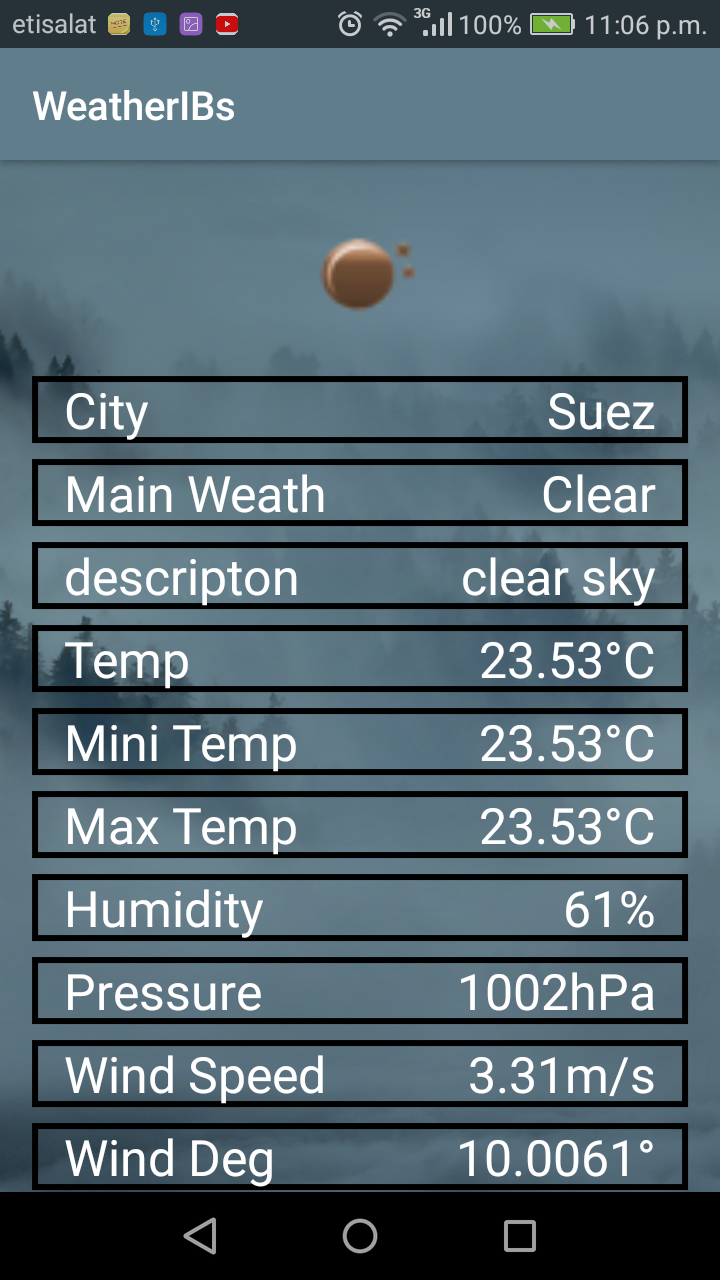 etisalat 3G 100% 11:06 p.m.
WeatherIBs
City Suez
Main Weath Clear
descripton clear sky
Temp 23.53°C
Mini Temp 23.53°C
Max Temp 23.53°C
Humidity 61%
Pressure 1002hPa
Wind Speed 3.31m/s
Wind Deg 10.0061°